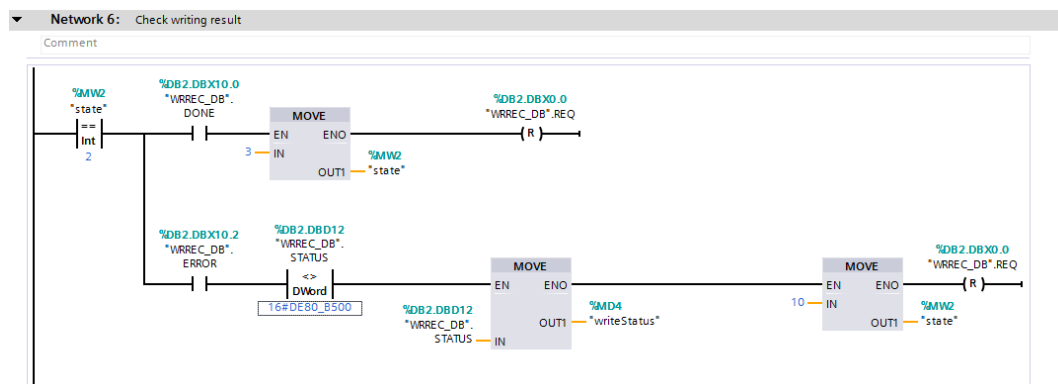 Network 6: Check writing result
Comment
%MW2
"state"
==
Int
2
%DB2.DBX10.0
"WRREC_DB".
DONE
MOVE
EN ENO
3 IN
OUT1
%MW2
"state"
%DB2.DBX0.0
"WRREC_DB".REQ
R
%DB2.DBX10.2
"WRREC_DB".
ERROR
%DB2.DBD12
"WRREC_DB".
STATUS
<>
DWord
16#DE80_B500
MOVE
EN ENO
%DB2.DBD12
"WRREC_DB".
STATUS
IN
OUT1
%MD4
"writeStatus"
MOVE
EN ENO
10 IN
OUT1
%MW2
"state"
%DB2.DBX0.0
"WRREC_DB".REQ
R